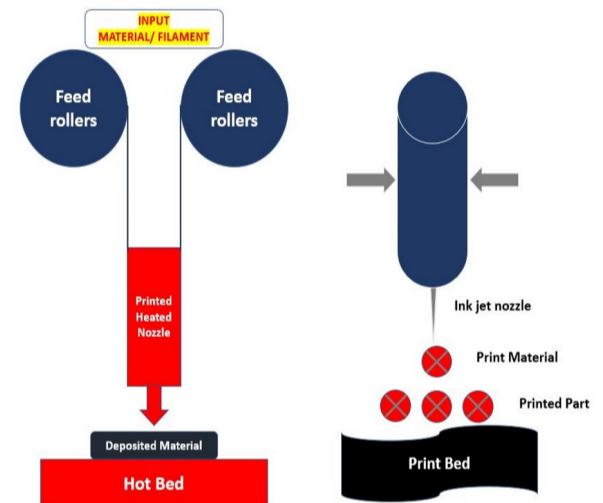 INPUT
MATERIAL/ FILAMENT
Feed
rollers
Feed
rollers
Printed
Heated
Nozzle
Deposited Material
Hot Bed
Ink jet nozzle
Print Material
Printed Part
Print Bed